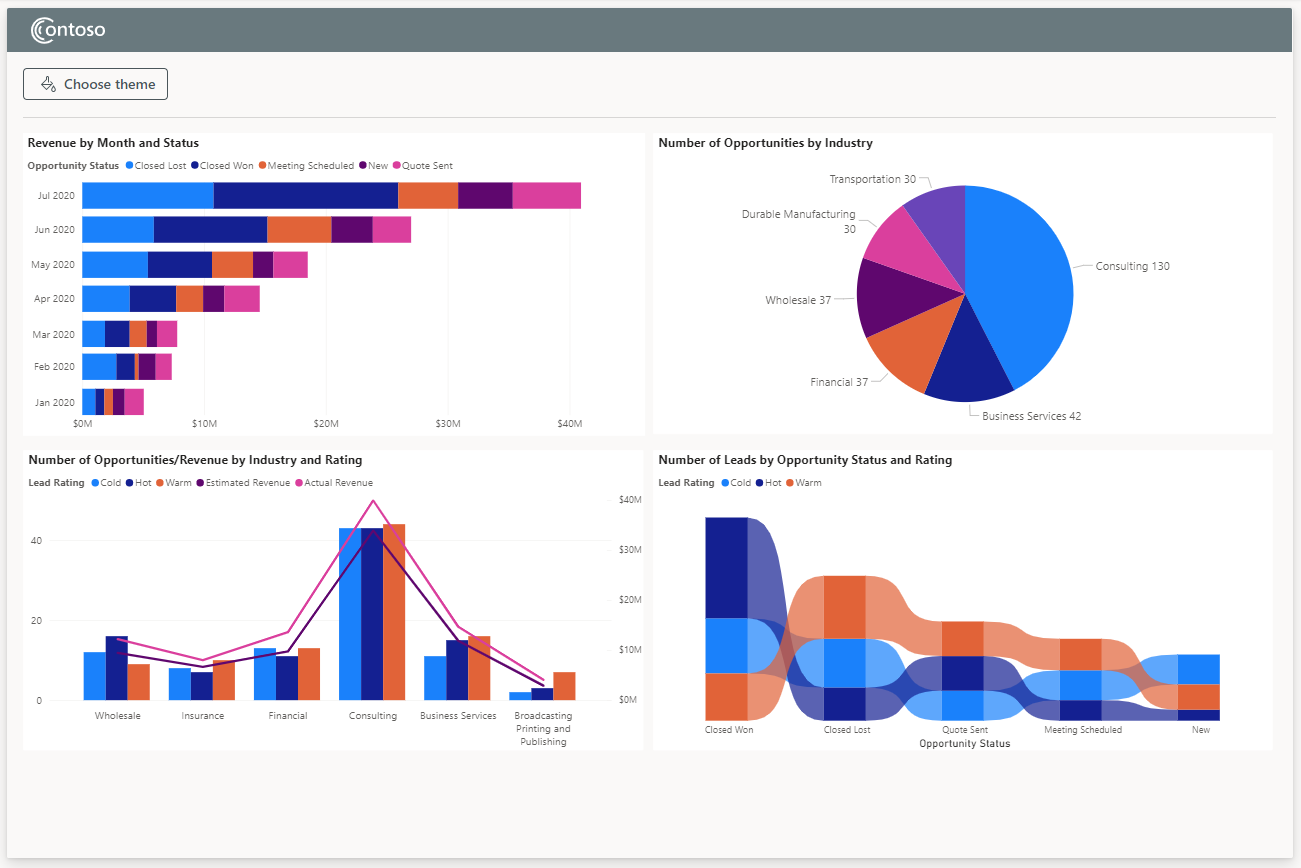 Contoso
Choose theme
Revenue by Month and Status
Opportunity Status Closed Lost Closed Won Meeting Scheduled New Quote Sent
Jul 2020
Jun 2020
May 2020
Apr 2020
Mar 2020
Feb 2020
Jan 2020
$0M $10M $20M $30M $40M
Number of Opportunities by Industry
Transportation 30
Durable Manufacturing
30
Consulting 130
Wholesale 37
Financial 37
Business Services 42
Number of Opportunities/Revenue by Industry and Rating
Lead Rating Cold Hot Warm Estimated Revenue Actual Revenue
$40M
40
$30M
20
$20M
$10M
0
$0M
Wholesale Insurance Financial Consulting Business Services Broadcasting
Printing and
Publishing
Number of Leads by Opportunity Status and Rating
Lead Rating Cold Hot Warm
Closed Won Closed Lost Quote Sent Meeting Scheduled New
Opportunity Status